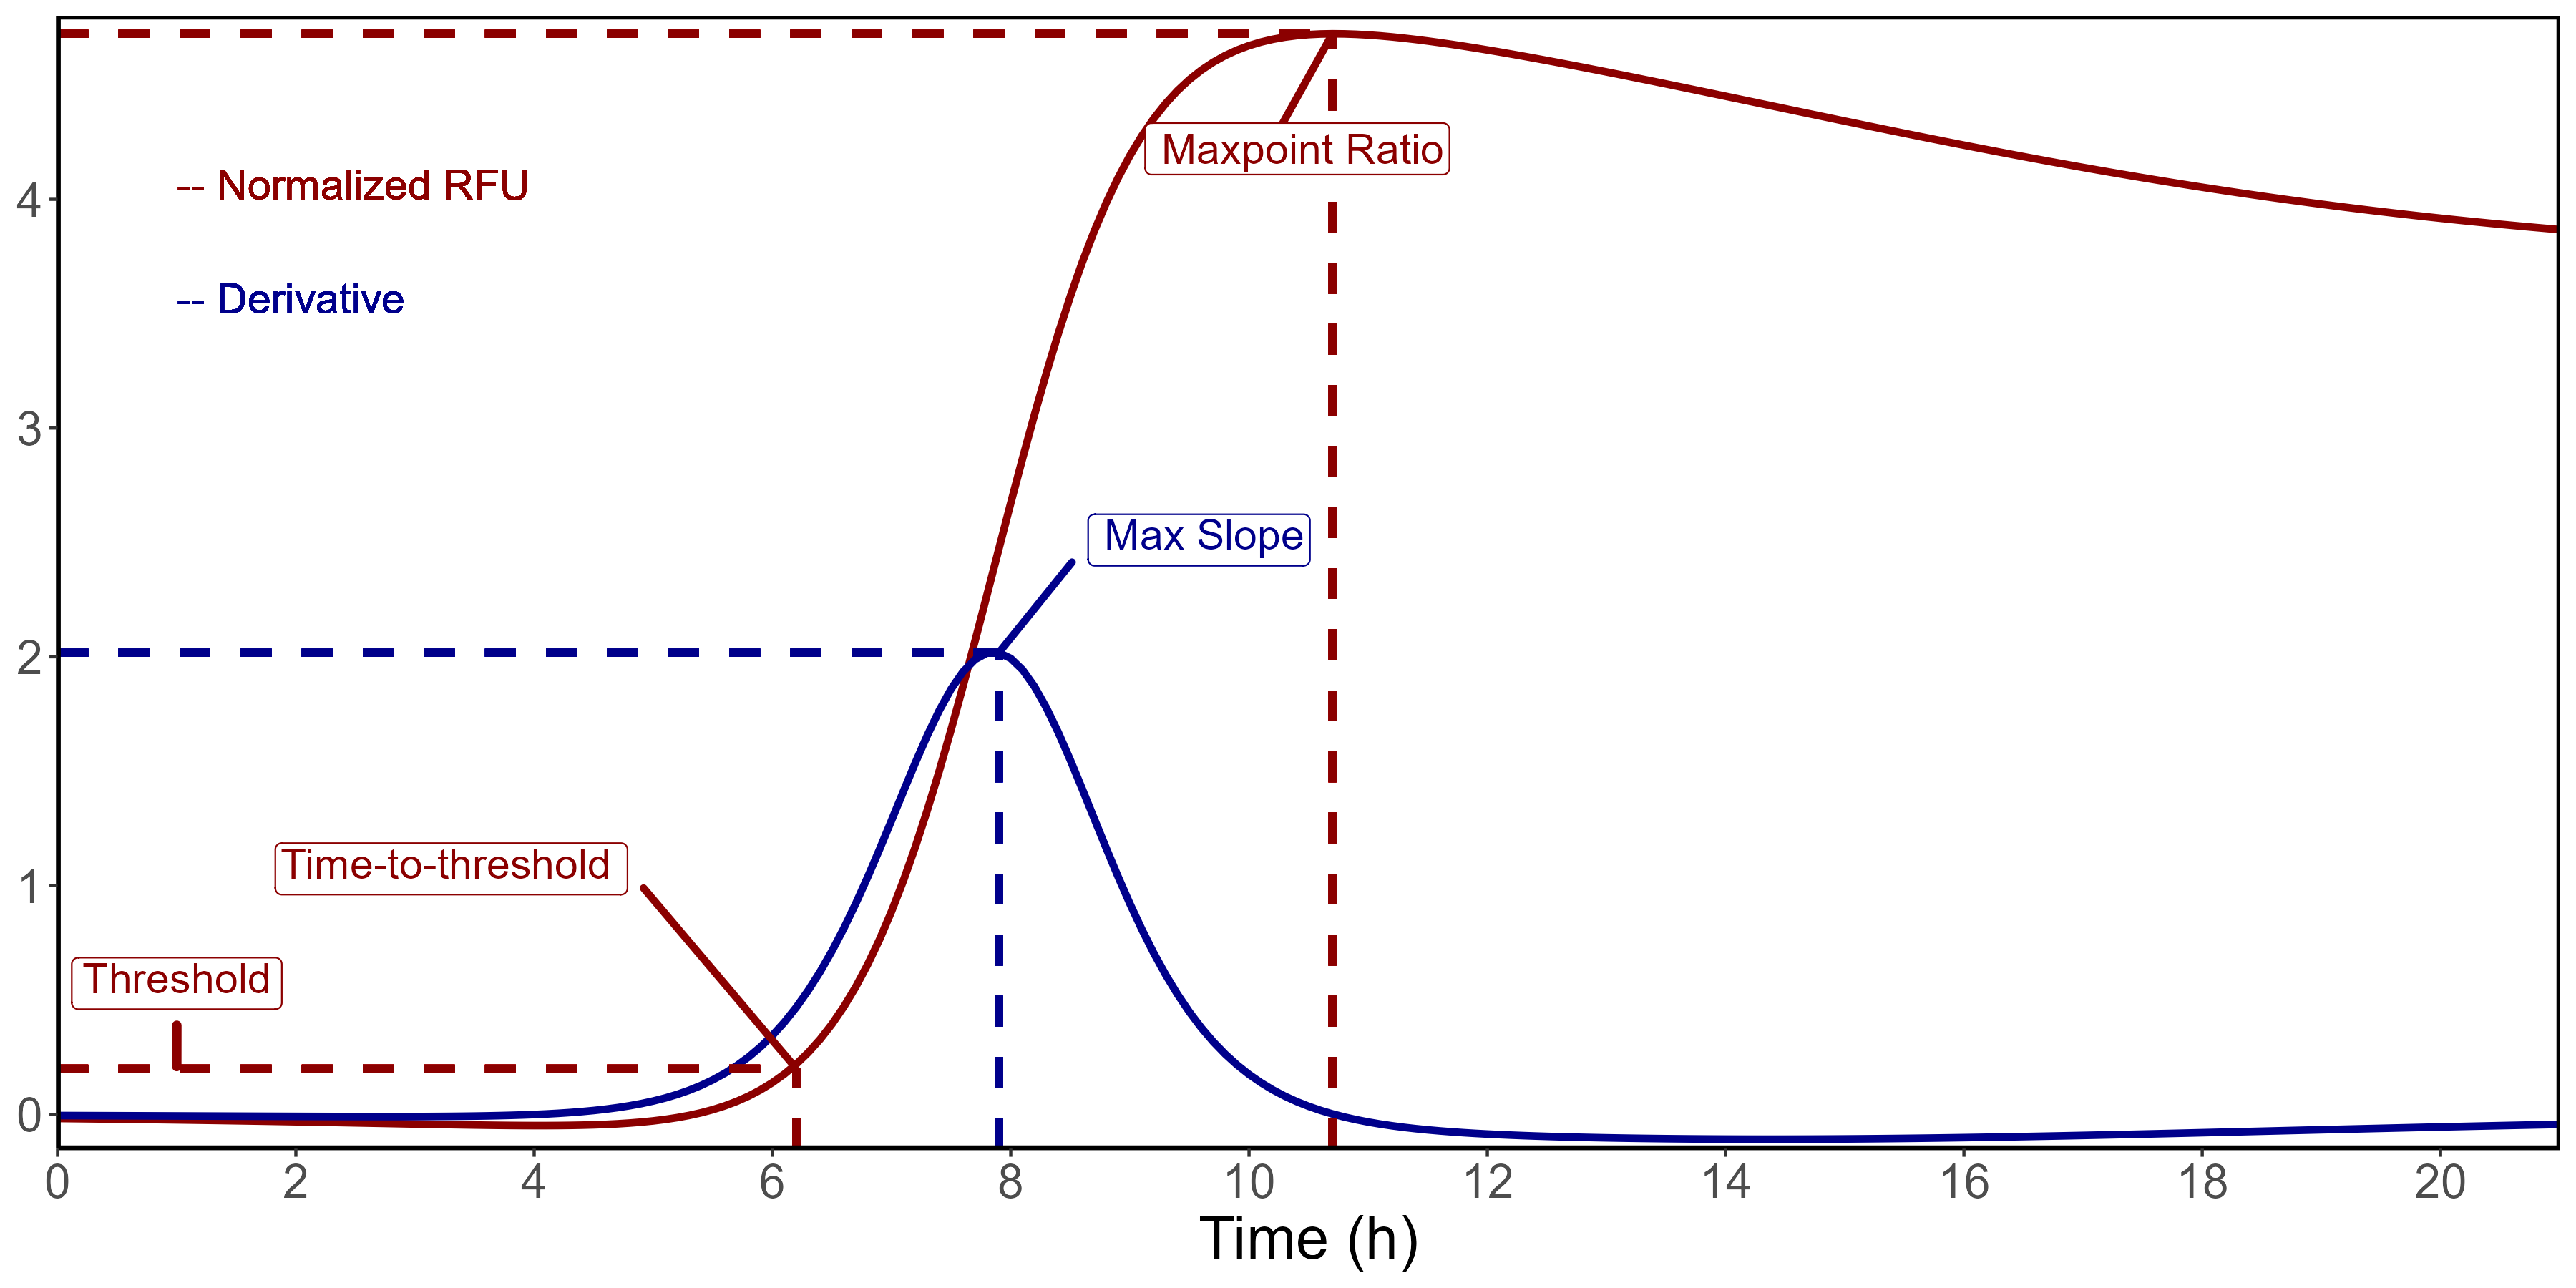 -- Normalized RFU
-- Derivative
Maxpoint Ratio
Max Slope
Time-to-threshold
Threshold
4
3
2
1
0
0 2 4 6 8 10 12 14 16 18 20
Time (h)